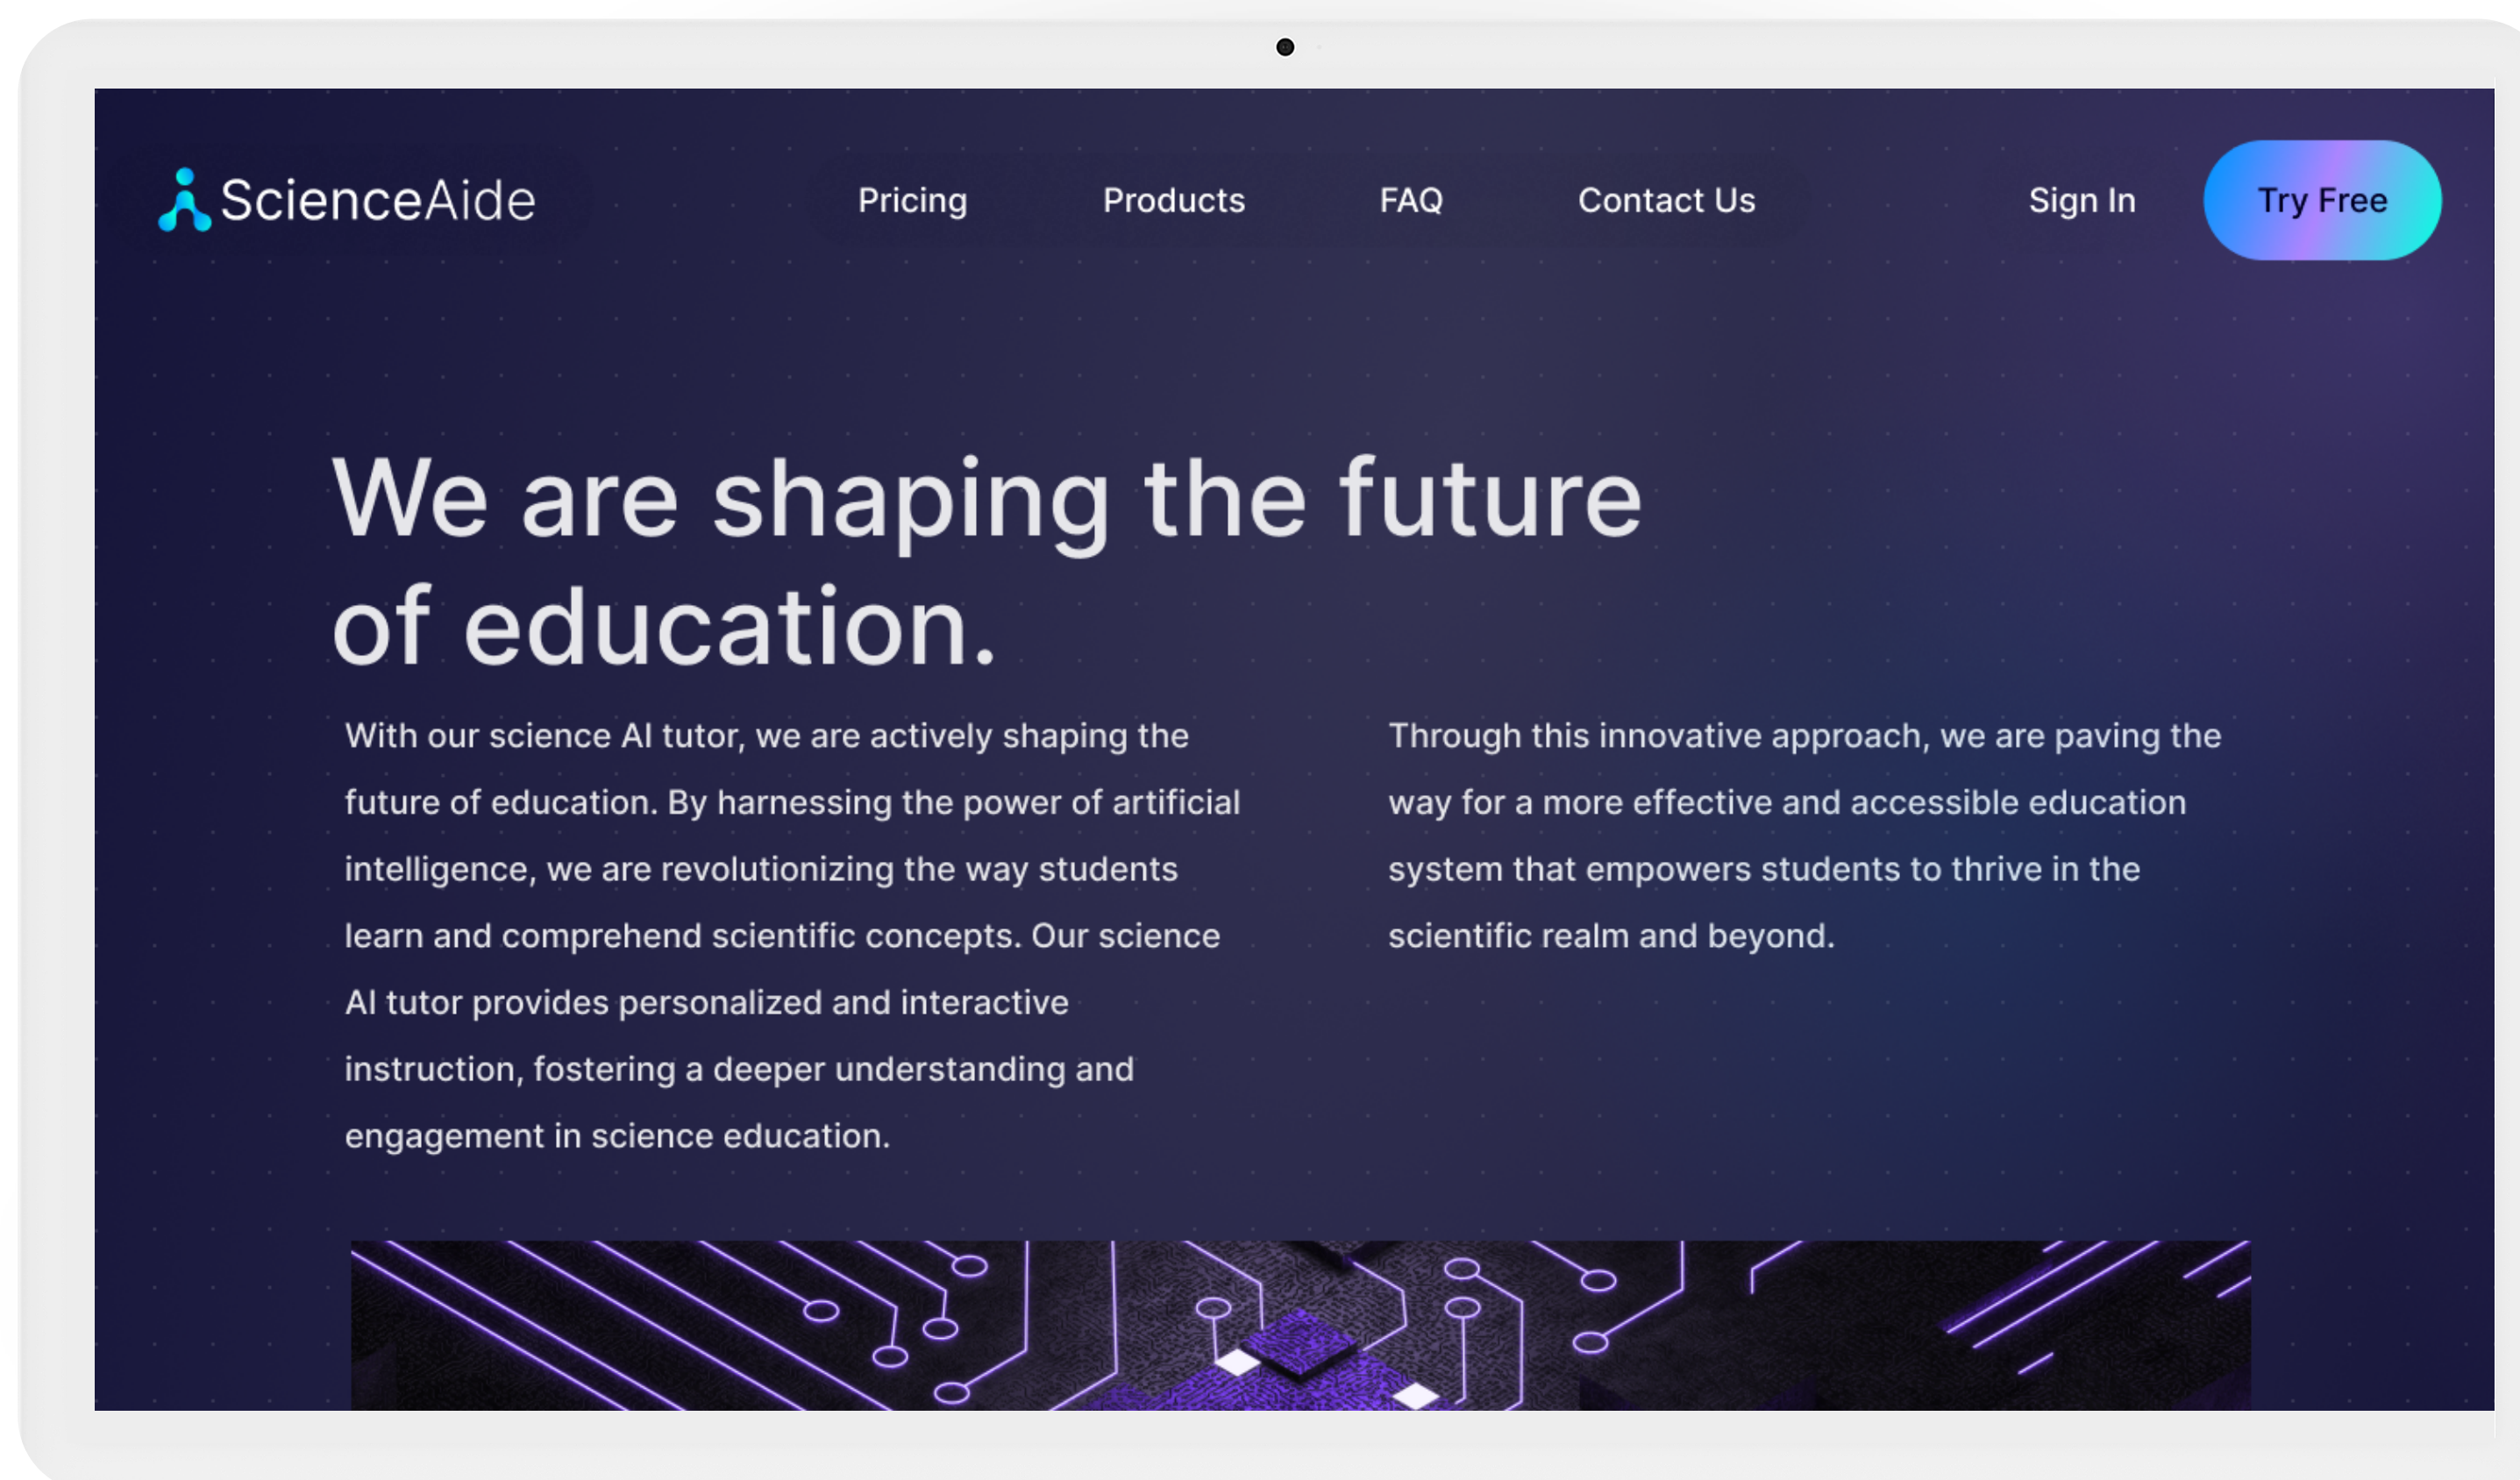 ScienceAide
Pricing
Products
FAQ
Contact Us
Sign In
Try Free
We are shaping the future
of education.
With our science AI tutor, we are actively shaping the
future of education. By harnessing the power of artificial
intelligence, we are revolutionizing the way students
learn and comprehend scientific concepts. Our science
AI tutor provides personalized and interactive
instruction, fostering a deeper understanding and
engagement in science education.
Through this innovative approach, we are paving the
way for a more effective and accessible education
system that empowers students to thrive in the
scientific realm and beyond.